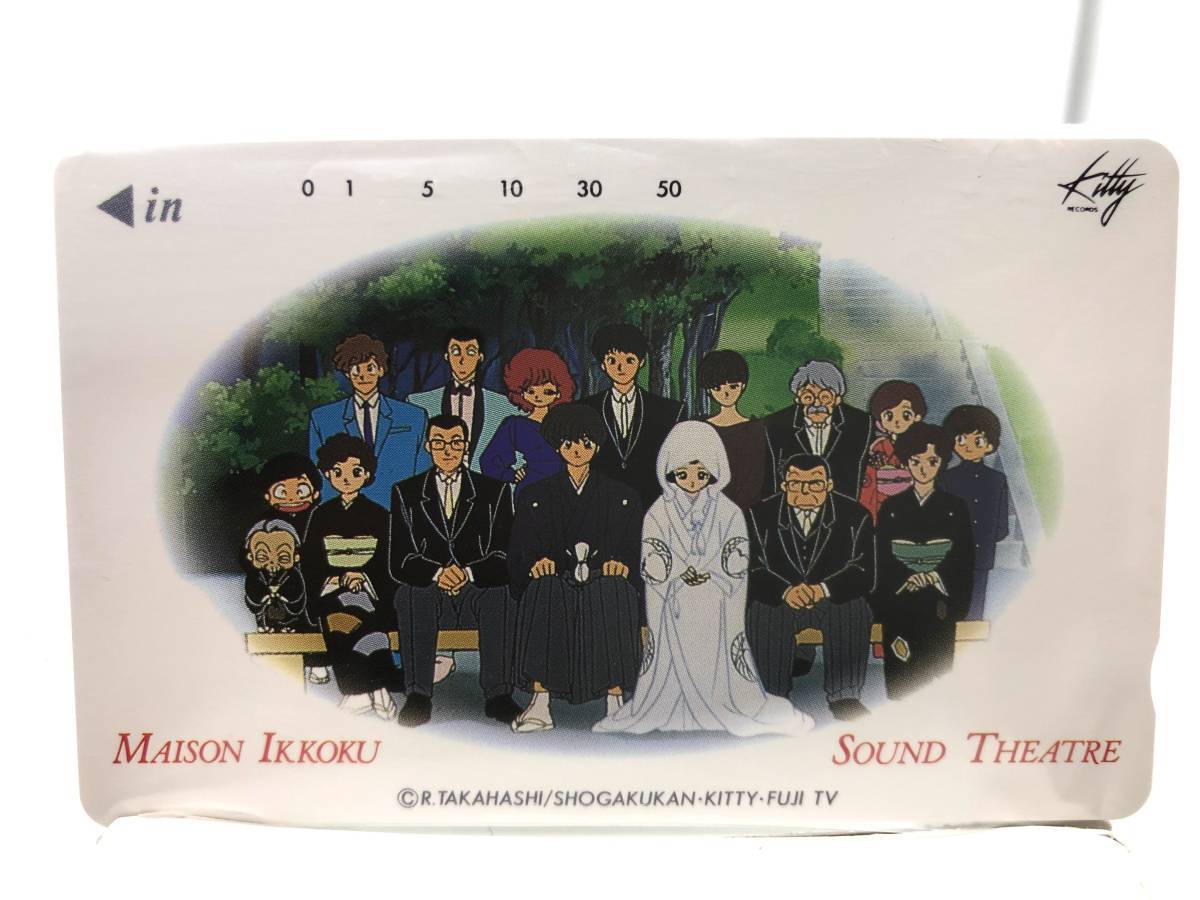 in
0 1 5 10 30 50
Kitty
RECORDS
MAISON IKKOKU
SOUND THEATRE
©R.TAKAHASHI/SHOGAKUKAN・KITTY・FUJI TV